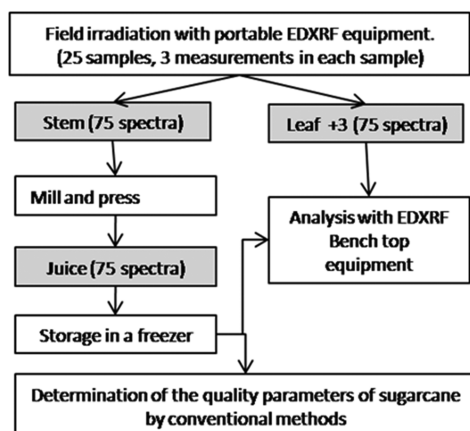 Field irradiation with portable EDXRF equipment.
(25 samples, 3 measurements in each sample)
Stem (75 spectra)
Leaf +3 (75 spectra)
Mill and press
Analysis with EDXRF
Bench top
equipment
Juice (75 spectra)
Storage in a freezer
Determination of the quality parameters of sugarcane
by conventional methods